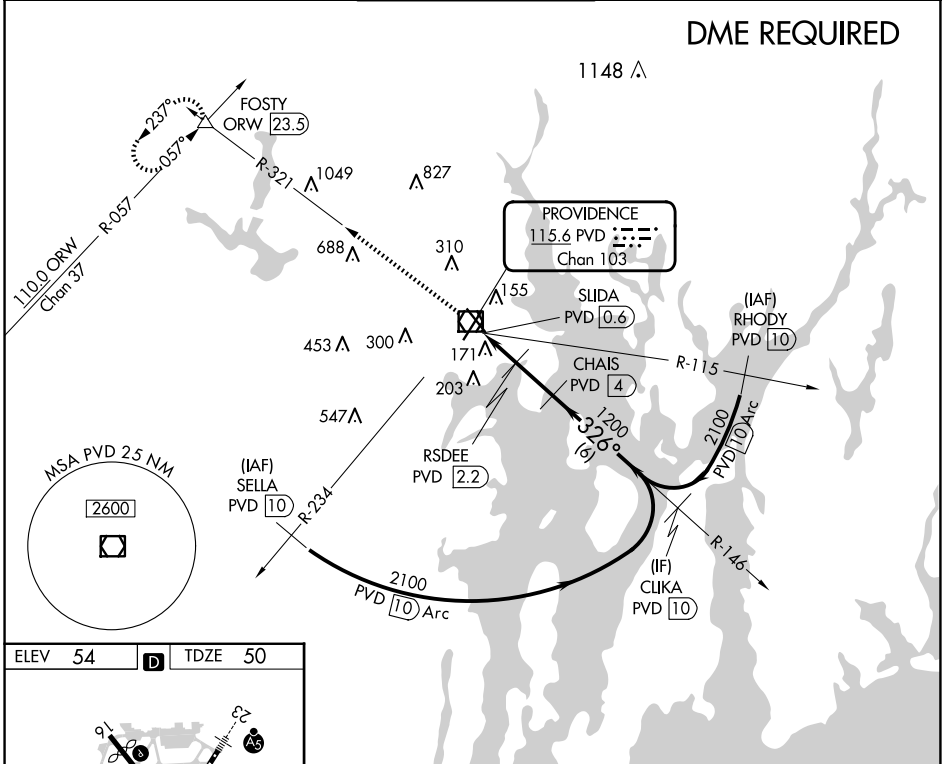 DME REQUIRED
1148
FOSTY
ORW 23.5
237°
057°
R-321
1049
827
R-057
110.0 ORW
Chan 37
688
310
PROVIDENCE
115.6 PVD
Chan 103
155
SLIDA
PVD 0.6
(IAF)
RHODY
PVD 10
453
300
171
203
R-115
CHAIS
PVD 4
547
1200
326°
(6)
2100
PVD 10 Arc
RSDEE
PVD 2.2
MSA PVD 25 NM
2600
(IAF)
SELLA
PVD 10
R-234
R-146
2100
PVD 10 Arc
(IF)
CLIKA
PVD 10
ELEV 54
D
TDZE 50
16
23
P
A5